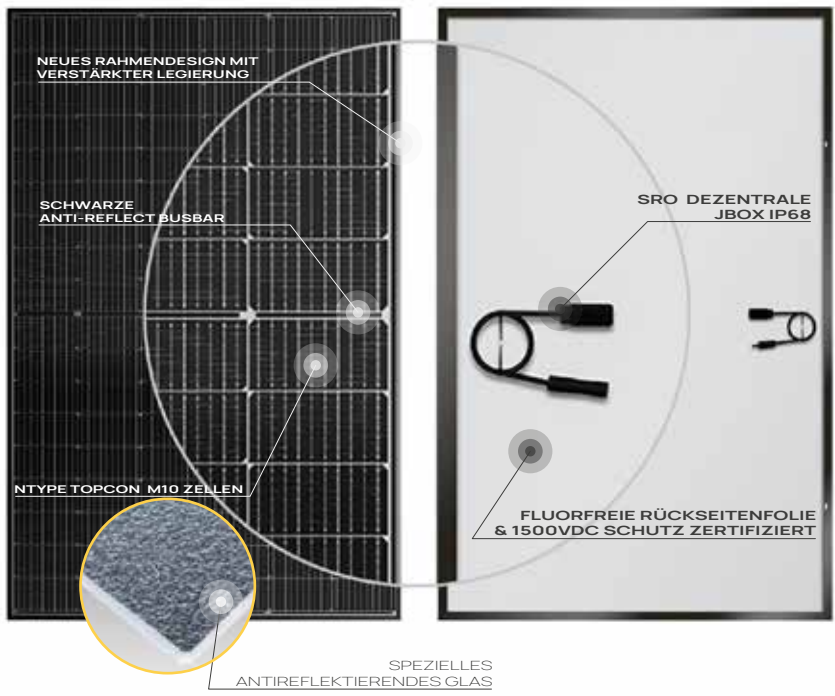 NEUES RAHMENDESIGN MIT
VERSTÄRKTER LEGIERUNG
SCHWARZE
ANTI-REFLECT BUSBAR
SRO DEZENTRALE
JBOX IP68
NTYPE TOPCON M10 ZELLEN
FLUORFREIE RÜCKSEITENFOLIE
& 1500VDC SCHUTZ ZERTIFIZIERT
SPEZIELLES
ANTIREFLEKTIERENDES GLAS